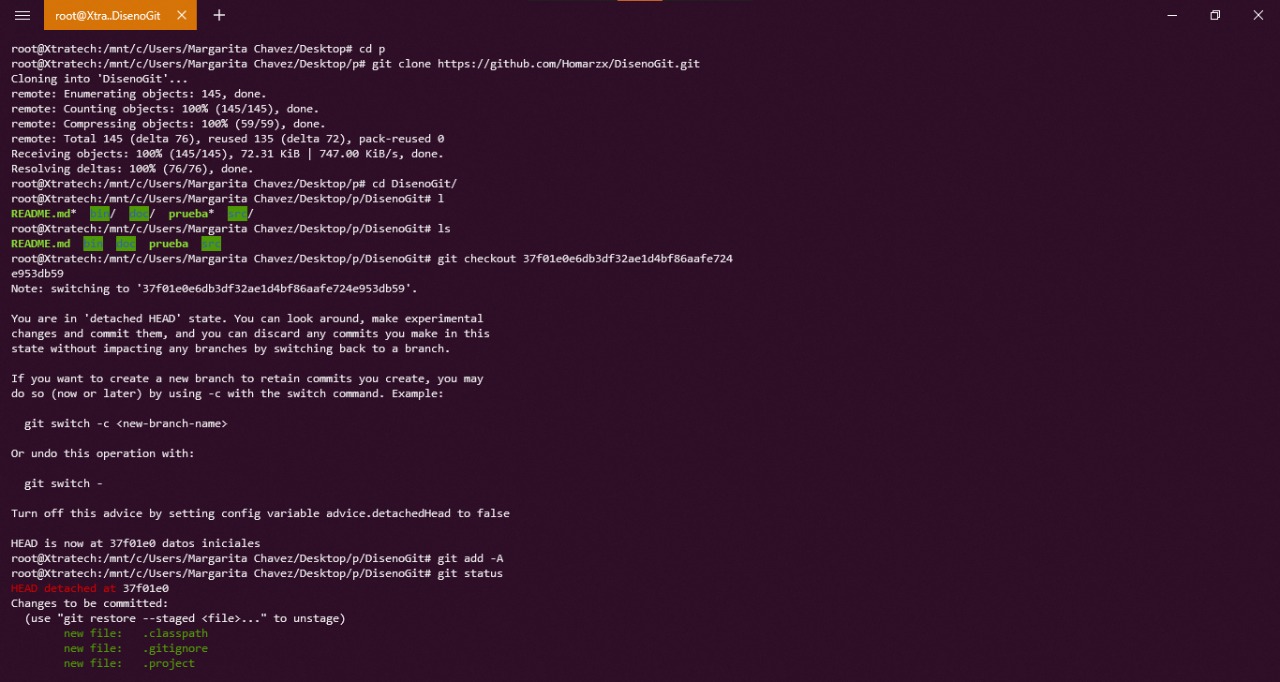 root@Xtra..DisenoGit
root@Xtratech:/mnt/c/Users/Margarita Chavez/Desktop# cd p
root@Xtratech:/mnt/c/Users/Margarita Chavez/Desktop/p# git clone https://github.com/Homarzx/DisenoGit.git
Cloning into 'DisenoGit'...
remote: Enumerating objects: 145, done.
remote: Counting objects: 100% (145/145), done.
remote: Compressing objects: 100% (59/59), done.
remote: Total 145 (delta 76), reused 135 (delta 72), pack-reused 0
Receiving objects: 100% (145/145), 72.31 KiB | 747.00 KiB/s, done.
Resolving deltas: 100% (76/76), done.
root@Xtratech:/mnt/c/Users/Margarita Chavez/Desktop/p# cd DisenoGit/
root@Xtratech:/mnt/c/Users/Margarita Chavez/Desktop/p/DisenoGit# l
README.md*  bin/  doc/  prueba*  src/
root@Xtratech:/mnt/c/Users/Margarita Chavez/Desktop/p/DisenoGit# ls
README.md  bin  doc  prueba  src
root@Xtratech:/mnt/c/Users/Margarita Chavez/Desktop/p/DisenoGit# git checkout 37f01e0e6db3df32ae1d4bf86aafe724
e953db59
Note: switching to '37f01e0e6db3df32ae1d4bf86aafe724e953db59'.
You are in 'detached HEAD' state. You can look around, make experimental
changes and commit them, and you can discard any commits you make in this
state without impacting any branches by switching back to a branch.
If you want to create a new branch to retain commits you create, you may
do so (now or later) by using -c with the switch command. Example:
git switch -c <new-branch-name>
Or undo this operation with:
git switch -
Turn off this advice by setting config variable advice.detachedHead to false
HEAD is now at 37f01e0 datos iniciales
root@Xtratech:/mnt/c/Users/Margarita Chavez/Desktop/p/DisenoGit# git add -A
root@Xtratech:/mnt/c/Users/Margarita Chavez/Desktop/p/DisenoGit# git status
HEAD detached at 37f01e0
Changes to be committed:
(use "git restore --staged <file>..." to unstage)
new file:   .classpath
new file:   .gitignore
new file:   .project